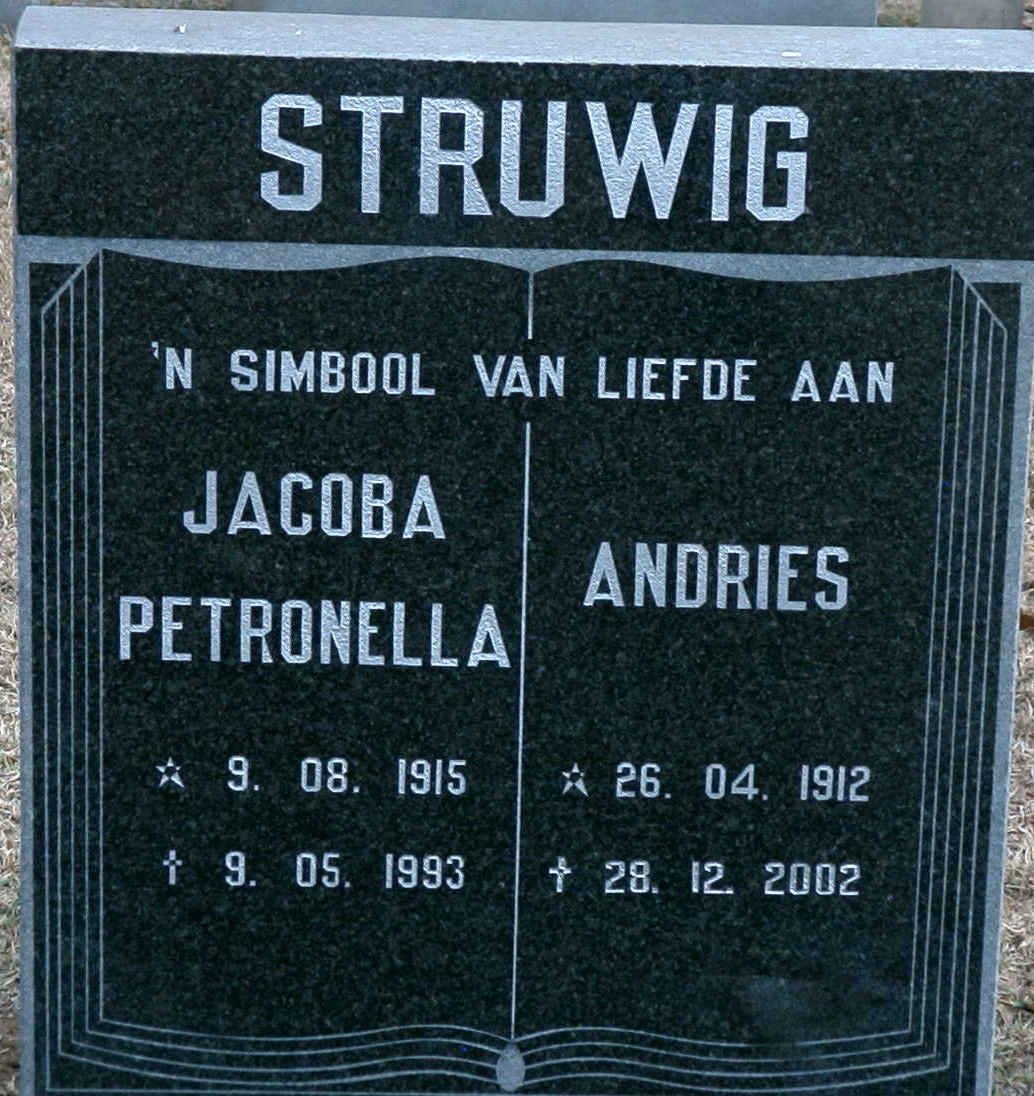 STRUWIG
'N SIMBOOL VAN LIEFDE AAN
JACOBA
PETRONELLA
☆ 9. 08. 1915
† 9. 05. 1993
ANDRIES
☆ 26. 04. 1912
† 28. 12. 2002